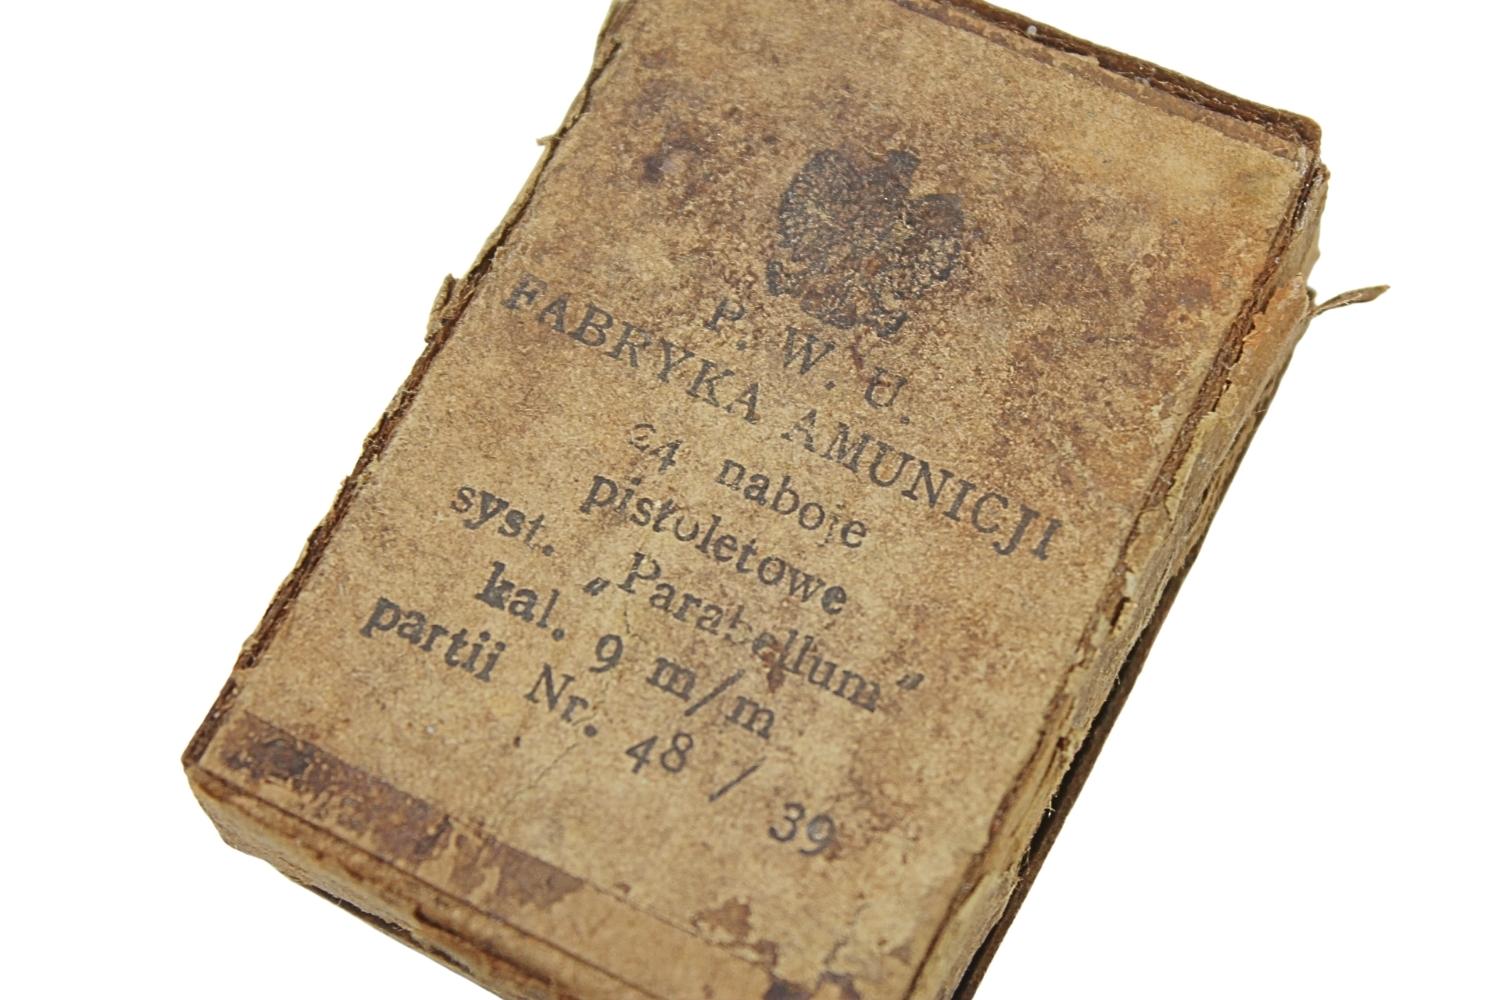 P. W. U.
FABRYKA AMUNICJI
24 naboje
pistoletowe
syst. „Parabellum”
kal. 9 m/m
partii Nr. 48 / 39